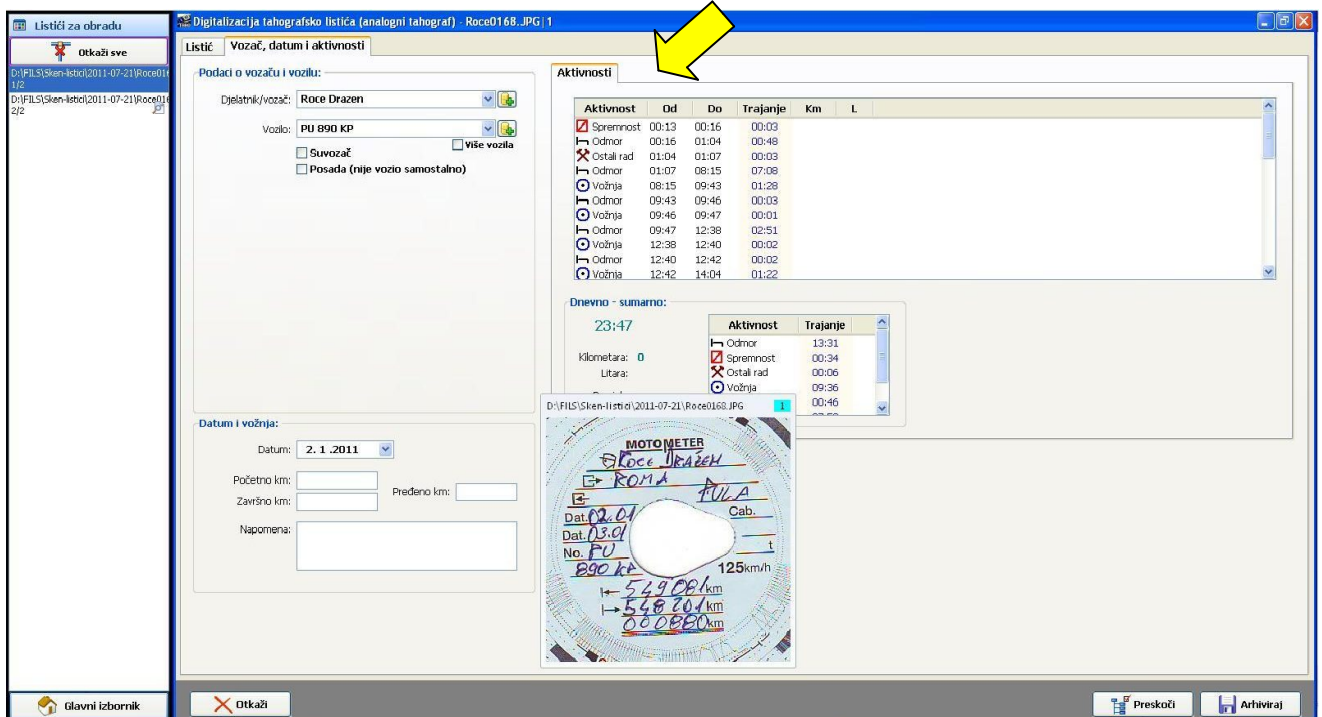 Listići za obradu
Otkaži sve
D:\FILS\Sken-listici\2011-07-21\Roce016
1/2
D:\FILS\Sken-listici\2011-07-21\Roce016
2/2
Glavni izbornik
Digitalizacija tahografsko listića (analogni tahograf) - Roce0168.JPG|1
Listić Vozač, datum i aktivnosti
Podaci o vozaču i vozilu:
Djelatnik/vozač: Roce Drazen
Vozilo: PU 890 KP
Više vozila
Suvozač
Posada (nije vozio samostalno)
Datum i vožnja:
Datum: 2. 1 .2011
Početno km:
Završno km:
Pređeno km:
Napomena:
Aktivnosti
Aktivnost Od Do Trajanje Km L
Spremnost 00:13 00:16 00:03
Odmor 00:16 01:04 00:48
Ostali rad 01:04 01:07 00:03
Odmor 01:07 08:15 07:08
Vožnja 08:15 09:43 01:28
Odmor 09:43 09:46 00:03
Vožnja 09:46 09:47 00:01
Odmor 09:47 12:38 02:51
Vožnja 12:38 12:40 00:02
Odmor 12:40 12:42 00:02
Vožnja 12:42 14:04 01:22
Dnevno - sumarno:
23:47
Kilometara: 0
Litara:
Aktivnost Trajanje
Odmor 13:31
Spremnost 00:34
Ostali rad 00:06
Vožnja 09:36
00:46
D:\FILS\Sken-listici\2011-07-21\Roce0168.JPG 1
MOTOMETER
ROCE DRAŽEN
ROMA
PULA
Dat. 02.01 Cab.
Dat. 03.01
No. PU t
890 KP 125km/h
549081km
548201km
000880km
Otkaži
Preskoči
Arhiviraj